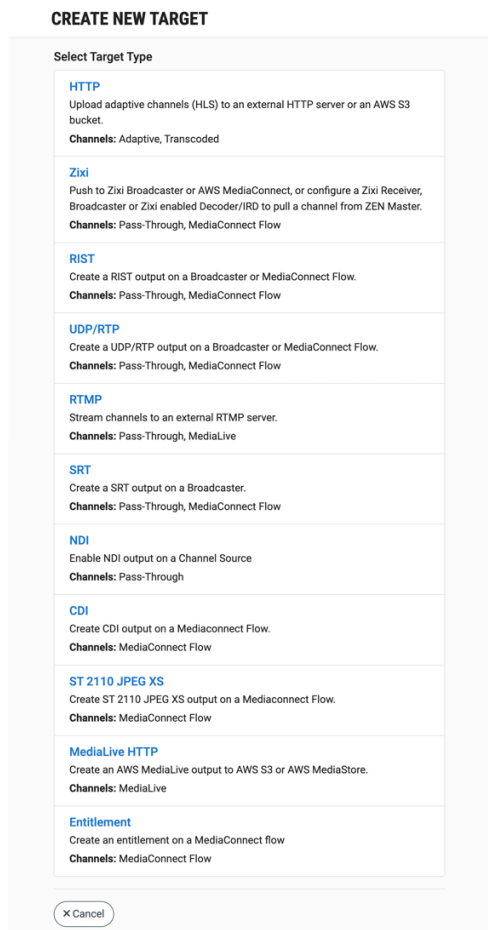 CREATE NEW TARGET
Select Target Type
HTTP
Upload adaptive channels (HLS) to an external HTTP server or an AWS S3
bucket.
Channels: Adaptive, Transcoded
Zixi
Push to Zixi Broadcaster or AWS MediaConnect, or configure a Zixi Receiver,
Broadcaster or Zixi enabled Decoder/IRD to pull a channel from ZEN Master.
Channels: Pass-Through, MediaConnect Flow
RIST
Create a RIST output on a Broadcaster or MediaConnect Flow.
Channels: Pass-Through, MediaConnect Flow
UDP/RTP
Create a UDP/RTP output on a Broadcaster or MediaConnect Flow.
Channels: Pass-Through, MediaConnect Flow
RTMP
Stream channels to an external RTMP server.
Channels: Pass-Through, MediaLive
SRT
Create a SRT output on a Broadcaster.
Channels: Pass-Through, MediaConnect Flow
NDI
Enable NDI output on a Channel Source
Channels: Pass-Through
CDI
Create CDI output on a Mediaconnect Flow.
Channels: MediaConnect Flow
ST 2110 JPEG XS
Create ST 2110 JPEG XS output on a Mediaconnect Flow.
Channels: MediaConnect Flow
MediaLive HTTP
Create an AWS MediaLive output to AWS S3 or AWS MediaStore.
Channels: MediaLive
Entitlement
Create an entitlement on a MediaConnect flow
Channels: MediaConnect Flow
× Cancel